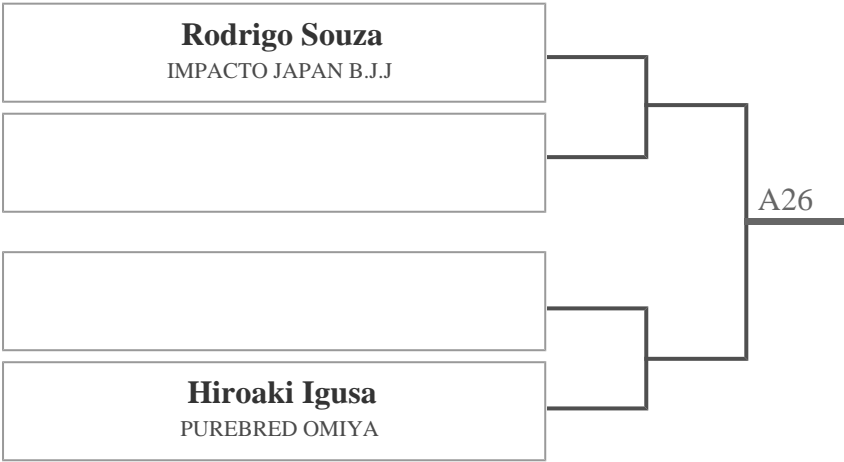 Rodrigo Souza
IMPACTO JAPAN B.J.J
A26
Hiroaki Igusa
PUREBRED OMIYA